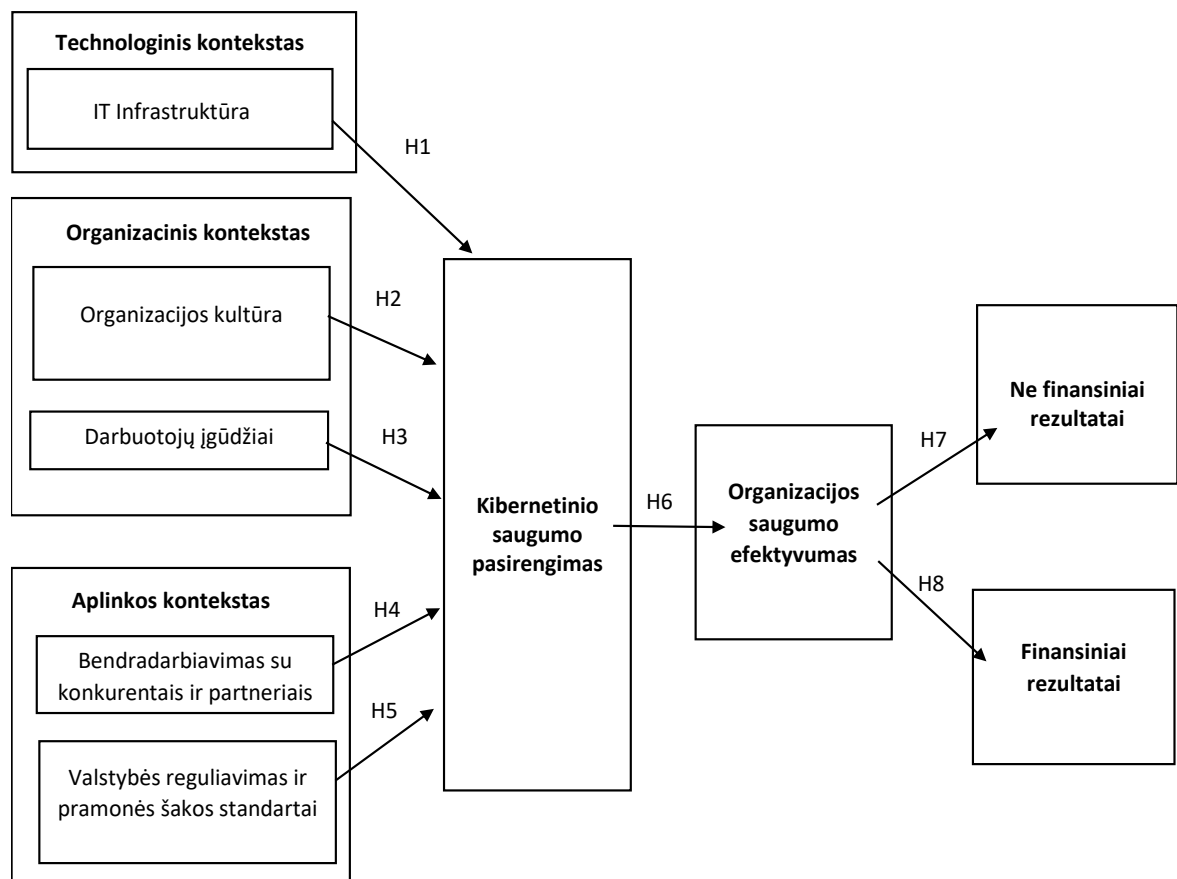 Technologinis kontekstas
IT Infrastruktūra
H1
Organizacinis kontekstas
Organizacijos kultūra
H2
Darbuotojų įgūdžiai
H3
Aplinkos kontekstas
Bendradarbiavimas su
konkurentais ir partneriais
H4
Valstybės reguliavimas ir
pramonės šakos standartai
H5
Kibernetinio
saugumo
pasirengimas
H6
Organizacijos
saugumo
efektyvumas
H7
Ne finansiniai
rezultatai
H8
Finansiniai
rezultatai